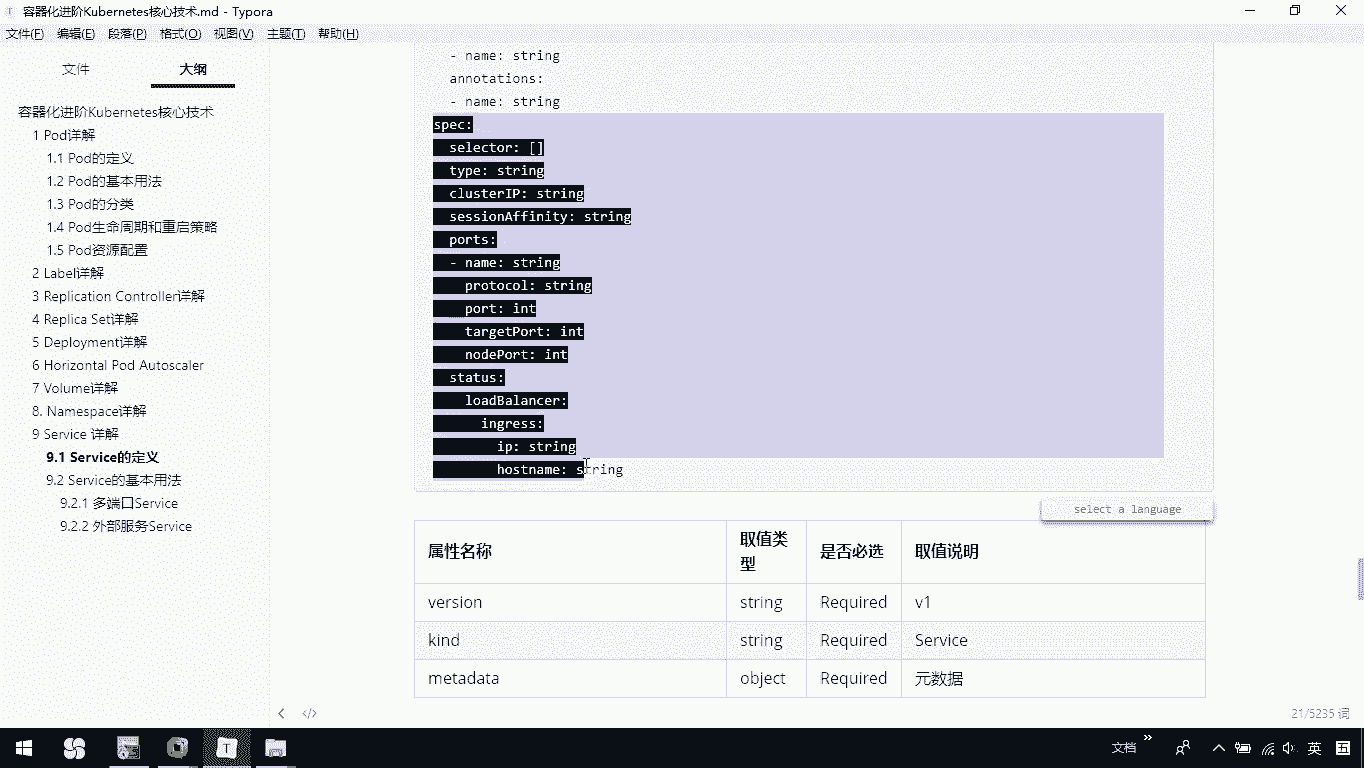 容器化进阶Kubernetes核心技术.md - Typora
文件(F) 编辑(E) 段落(P) 格式(O) 视图(V) 主题(T) 帮助(H)
文件 大纲
容器化进阶Kubernetes核心技术
1 Pod详解
1.1 Pod的定义
1.2 Pod的基本用法
1.3 Pod的分类
1.4 Pod生命周期和重启策略
1.5 Pod资源配置
2 Label详解
3 Replication Controller详解
4 Replica Set详解
5 Deployment详解
6 Horizontal Pod Autoscaler
7 Volume详解
8. Namespace详解
9 Service 详解
9.1 Service的定义
9.2 Service的基本用法
9.2.1 多端口Service
9.2.2 外部服务Service
- name: string
annotations:
- name: string
spec:
selector: []
type: string
clusterIP: string
sessionAffinity: string
ports:
- name: string
protocol: string
port: int
targetPort: int
nodePort: int
status:
loadBalancer:
ingress:
ip: string
hostname: string
select a language
属性名称 取值类型 是否必选 取值说明
version string Required v1
kind string Required Service
metadata object Required 元数据
21/5235 词
T 文档 英 五